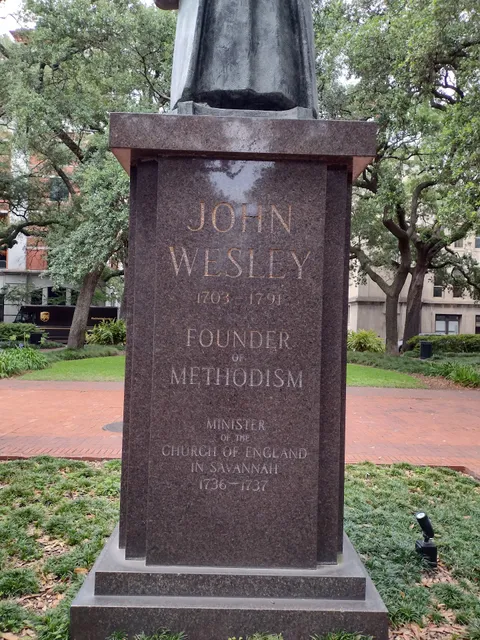 JOHN
WESLEY
1703-1791
FOUNDER
OF
METHODISM
MINISTER
OF THE
CHURCH OF ENGLAND
IN SAVANNAH
1736-1737